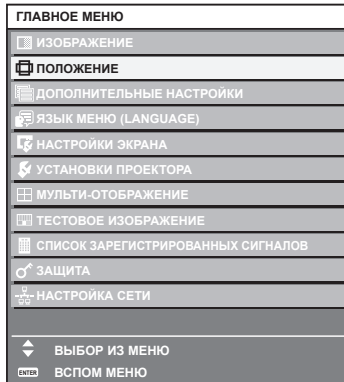 ГЛАВНОЕ МЕНЮ
ИЗОБРАЖЕНИЕ
ПОЛОЖЕНИЕ
ДОПОЛНИТЕЛЬНЫЕ НАСТРОЙКИ
ЯЗЫК МЕНЮ (LANGUAGE)
НАСТРОЙКИ ЭКРАНА
УСТАНОВКИ ПРОЕКТОРА
МУЛЬТИ-ОТОБРАЖЕНИЕ
ТЕСТОВОЕ ИЗОБРАЖЕНИЕ
СПИСОК ЗАРЕГИСТРИРОВАННЫХ СИГНАЛОВ
ЗАЩИТА
НАСТРОЙКА СЕТИ
ВЫБОР ИЗ МЕНЮ
ENTER ВСПОМ МЕНЮ